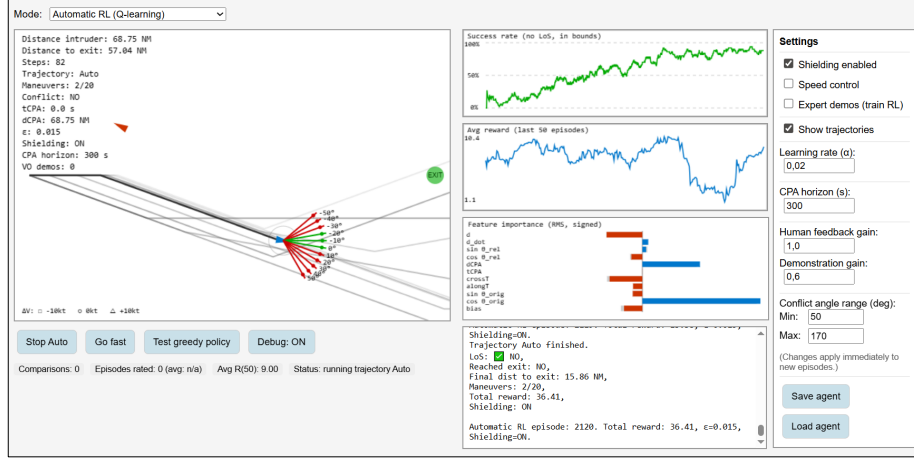 Mode: Automatic RL (Q-learning)
Distance intruder: 68.75 NM
Distance to exit: 57.04 NM
Steps: 82
Trajectory: Auto
Maneuvers: 2/20
Conflict: NO
tCPA: 0.0 s
dCPA: 68.75 NM
ε: 0.015
Shielding: ON
CPA horizon: 300 s
VO demos: 0
EXIT
-50°
-40°
-30°
-20°
-10°
0°
10°
20°
30°
50°
ΔV: ○ -10kt ○ 0kt △ +10kt
Stop Auto
Go fast
Test greedy policy
Debug: ON
Comparisons: 0 Episodes rated: 0 (avg: n/a) Avg R(50): 9.00 Status: running trajectory Auto
Success rate (no LoS, in bounds)
100%
50%
0%
Avg reward (last 50 episodes)
10.4
1.1
Feature importance (RMS, signed)
d
d_dot
sin θ_rel
cos θ_rel
dCPA
tCPA
crossT
alongT
sin θ_orig
cos θ_orig
bias
Shielding=ON.
Trajectory Auto finished.
LoS: ✅ NO,
Reached exit: NO,
Final dist to exit: 15.86 NM,
Maneuvers: 2/20,
Total reward: 36.41,
Shielding: ON
Automatic RL episode: 2120. Total reward: 36.41, ε=0.015,
Shielding=ON.
Settings
Shielding enabled
Speed control
Expert demos (train RL)
Show trajectories
Learning rate (α):
0,02
CPA horizon (s):
300
Human feedback gain:
1,0
Demonstration gain:
0,6
Conflict angle range (deg):
Min: 50
Max: 170
(Changes apply immediately to
new episodes.)
Save agent
Load agent